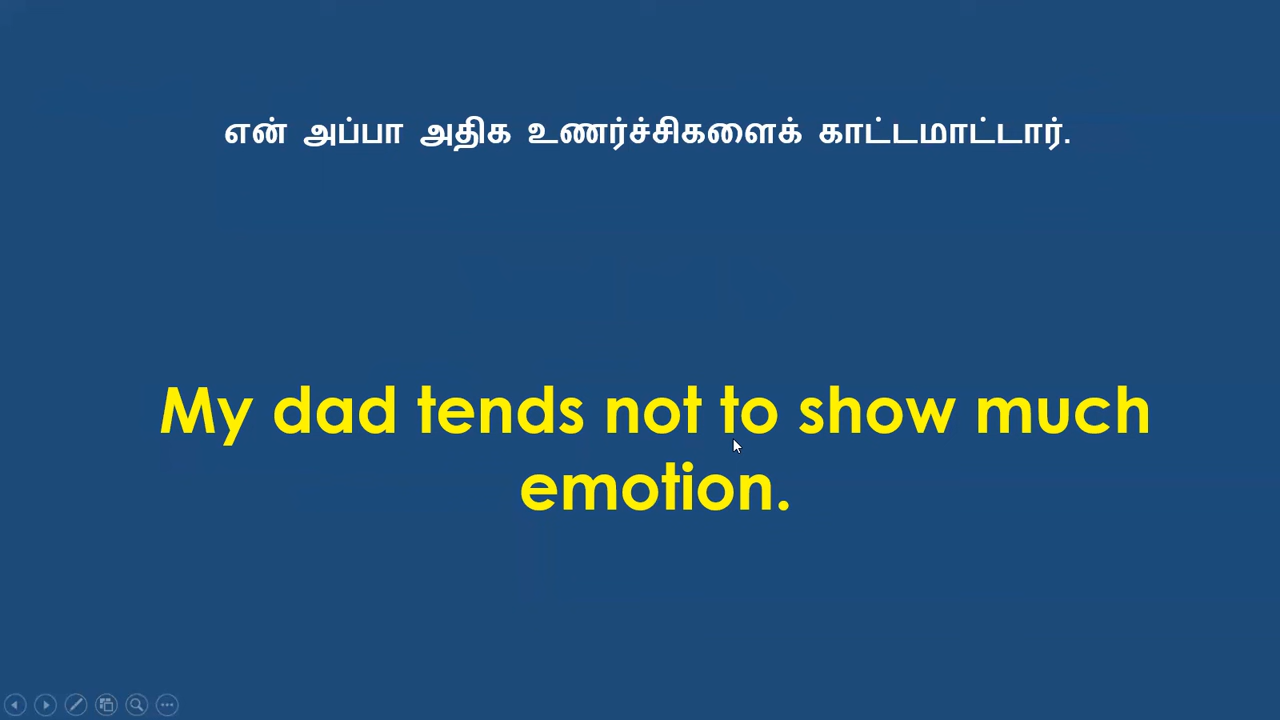 என் அப்பா அதிக உணர்ச்சிகளைக் காட்டமாட்டார்.
My dad tends not to show much
emotion.